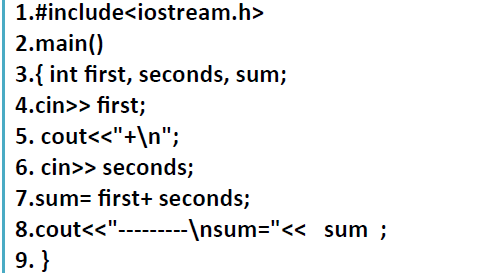 1.#include<iostream.h>
2.main()
3.{ int first, seconds, sum;
4.cin>> first;
5. cout<<"+\n";
6. cin>> seconds;
7.sum= first+ seconds;
8.cout<<"---------\nsum="<<   sum  ;
9. }